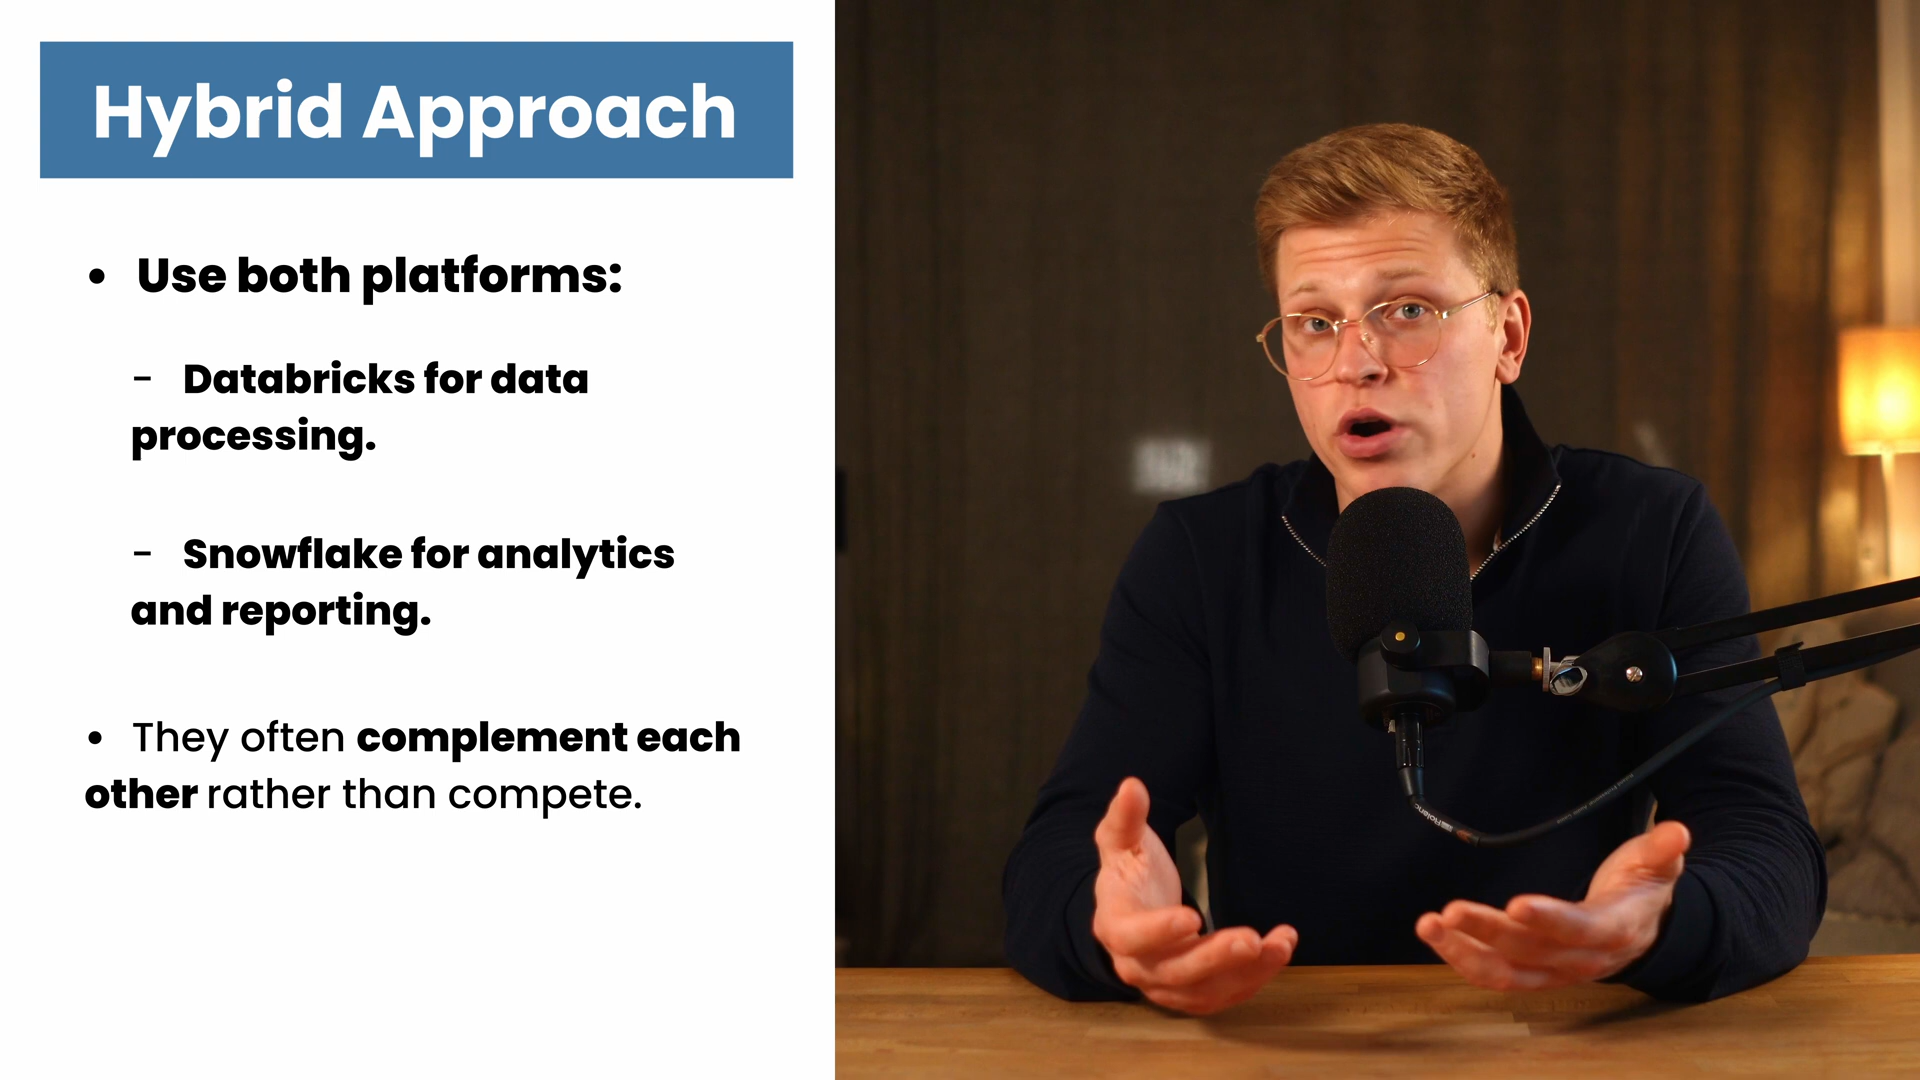 Hybrid Approach
• Use both platforms:
– Databricks for data
processing.
– Snowflake for analytics
and reporting.
• They often complement each
other rather than compete.
Roland